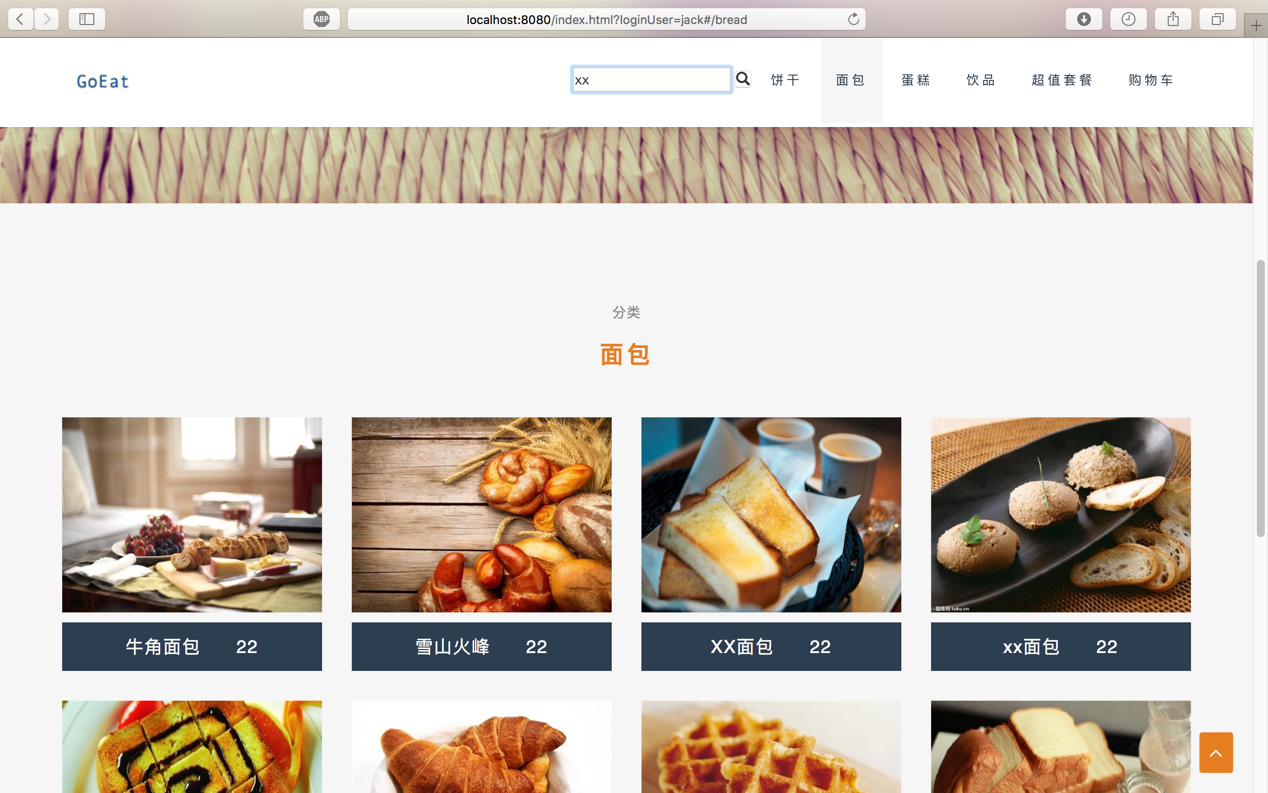 ABP
localhost:8080/index.html?loginUser=jack#/bread
GoEat
xx
饼干
面包
蛋糕
饮品
超值套餐
购物车
分类
面包
牛角面包 22
雪山火峰 22
XX面包 22
xx面包 22